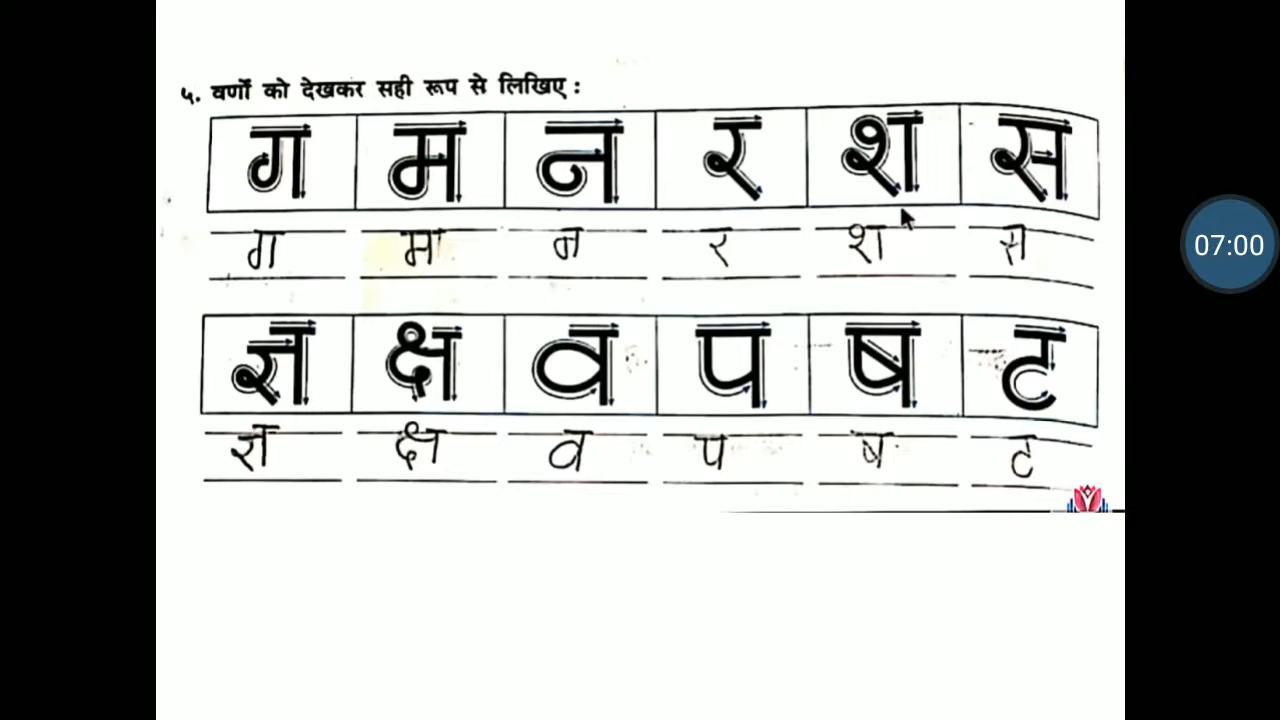 ५. वर्णों को देखकर सही रूप से लिखिए :
ग म न र श स
ग म न र श स
ज्ञ क्ष व प ष ट
ज्ञ क्ष व प ष ट
07:00